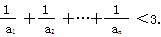 1/a₁ + 1/a₂ + ⋯ + 1/aₙ < 3.